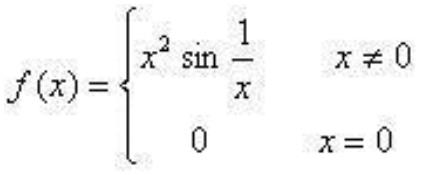 f(x) = { x² sin 1/x    x ≠ 0
0    x = 0